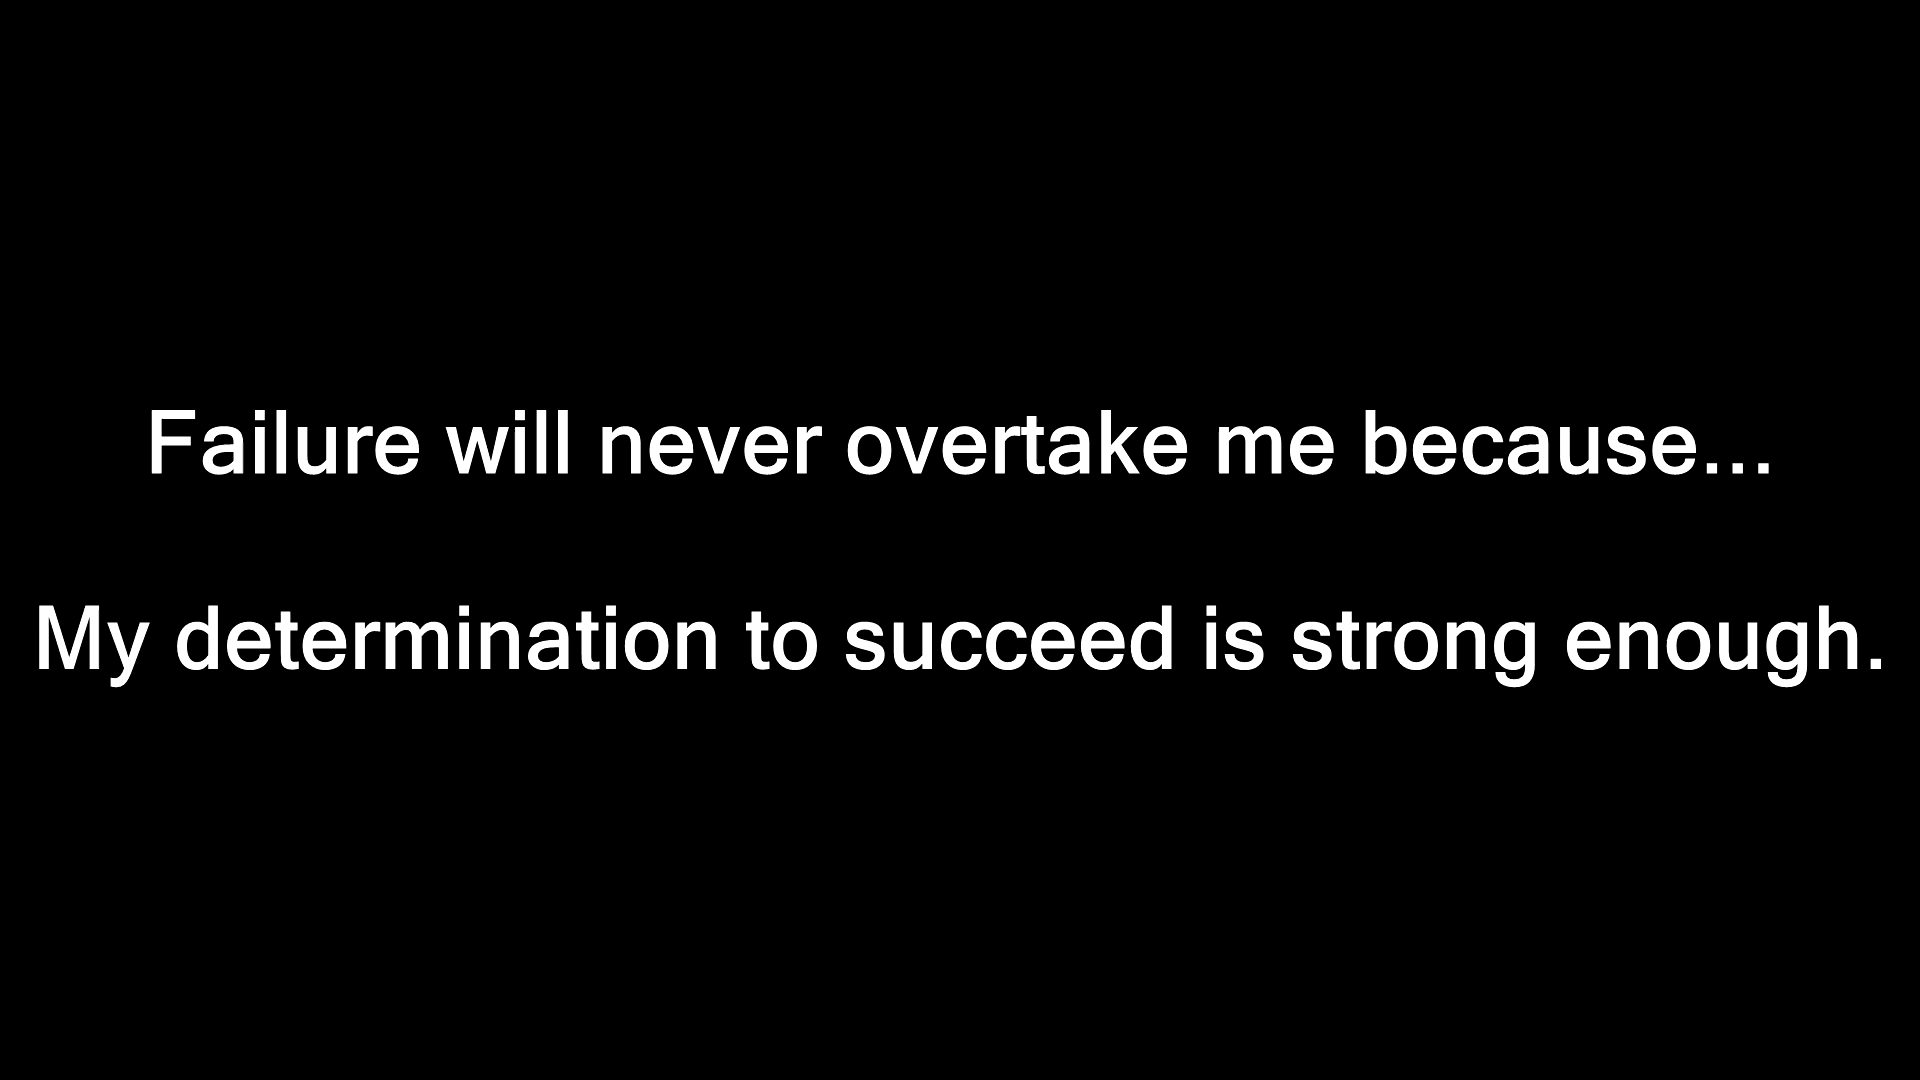 Failure will never overtake me because...
My determination to succeed is strong enough.